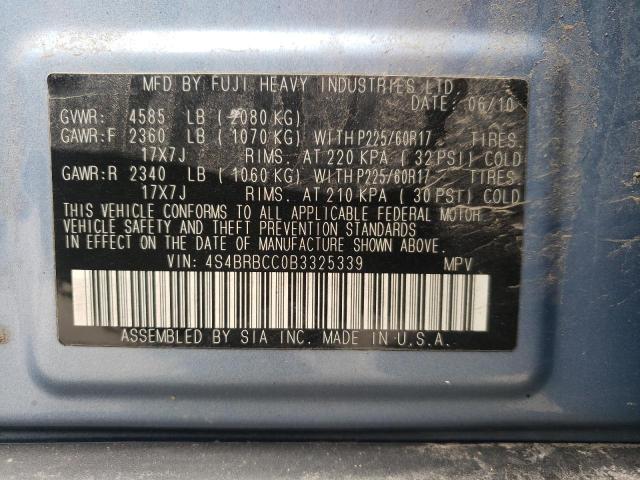 MFD BY FUJI HEAVY INDUSTRIES LTD.
DATE: 06/10
GVWR: 4585 LB ( 2080 KG)
GAWR:F 2360 LB ( 1070 KG) WITH P225/60R17 TIRES.
17X7J RIMS. AT 220 KPA ( 32 PSI) COLD
GAWR:R 2340 LB ( 1060 KG) WITH P225/60R17 TIRES.
17X7J RIMS. AT 210 KPA ( 30 PSI) COLD
THIS VEHICLE CONFORMS TO ALL APPLICABLE FEDERAL MOTOR
VEHICLE SAFETY AND THEFT PREVENTION STANDARDS
IN EFFECT ON THE DATE OF MANUFACTURE SHOWN ABOVE.
VIN: 4S4BRBCC0B3325339 MPV
ASSEMBLED BY SIA INC. MADE IN U.S.A.